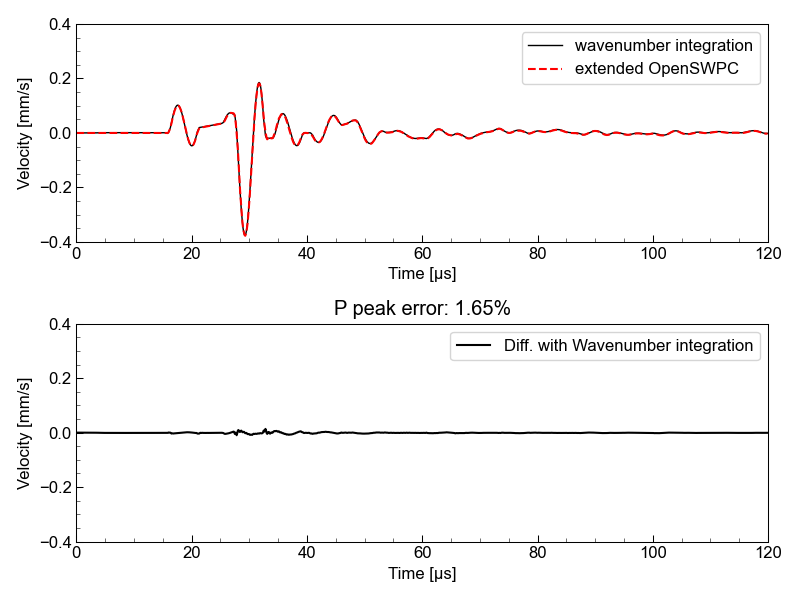 0.4
0.2
0.0
−0.2
−0.4
Velocity [mm/s]
wavenumber integration
extended OpenSWPC
0 20 40 60 80 100 120
Time [µs]
P peak error: 1.65%
0.4
0.2
0.0
−0.2
−0.4
Velocity [mm/s]
Diff. with Wavenumber integration
0 20 40 60 80 100 120
Time [µs]